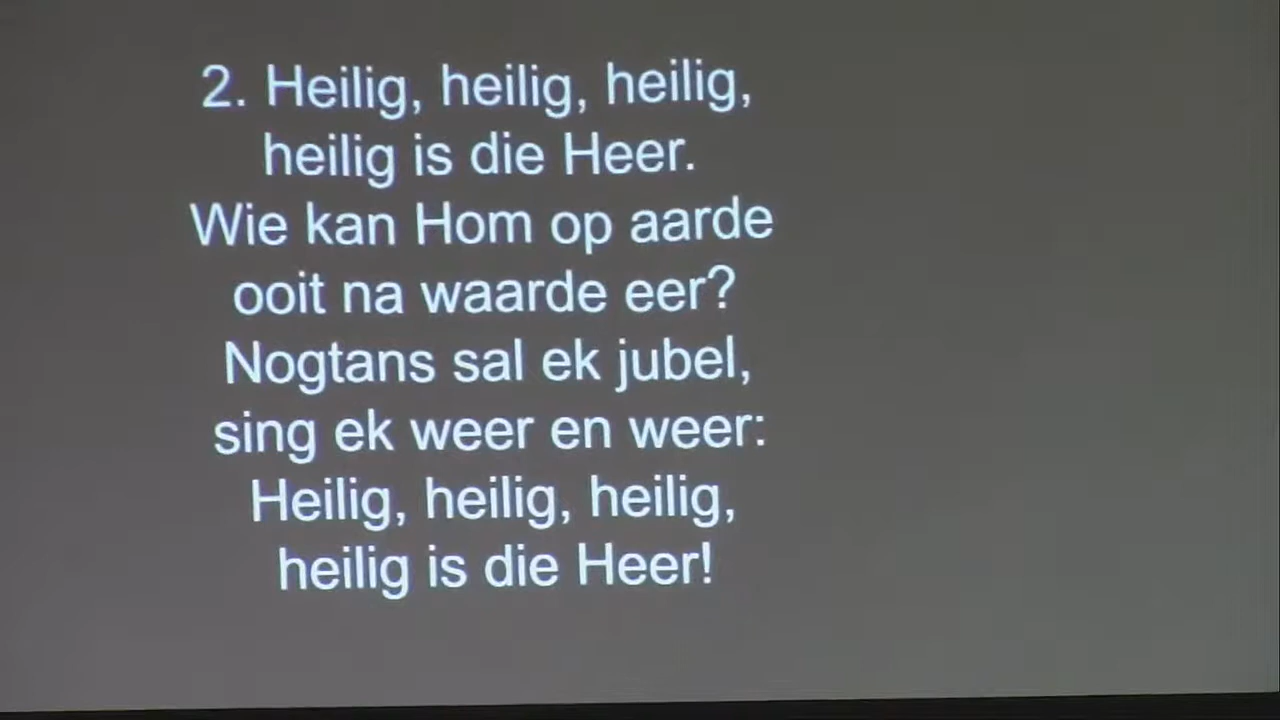 2. Heilig, heilig, heilig,
heilig is die Heer.
Wie kan Hom op aarde
ooit na waarde eer?
Nogtans sal ek jubel,
sing ek weer en weer:
Heilig, heilig, heilig,
heilig is die Heer!